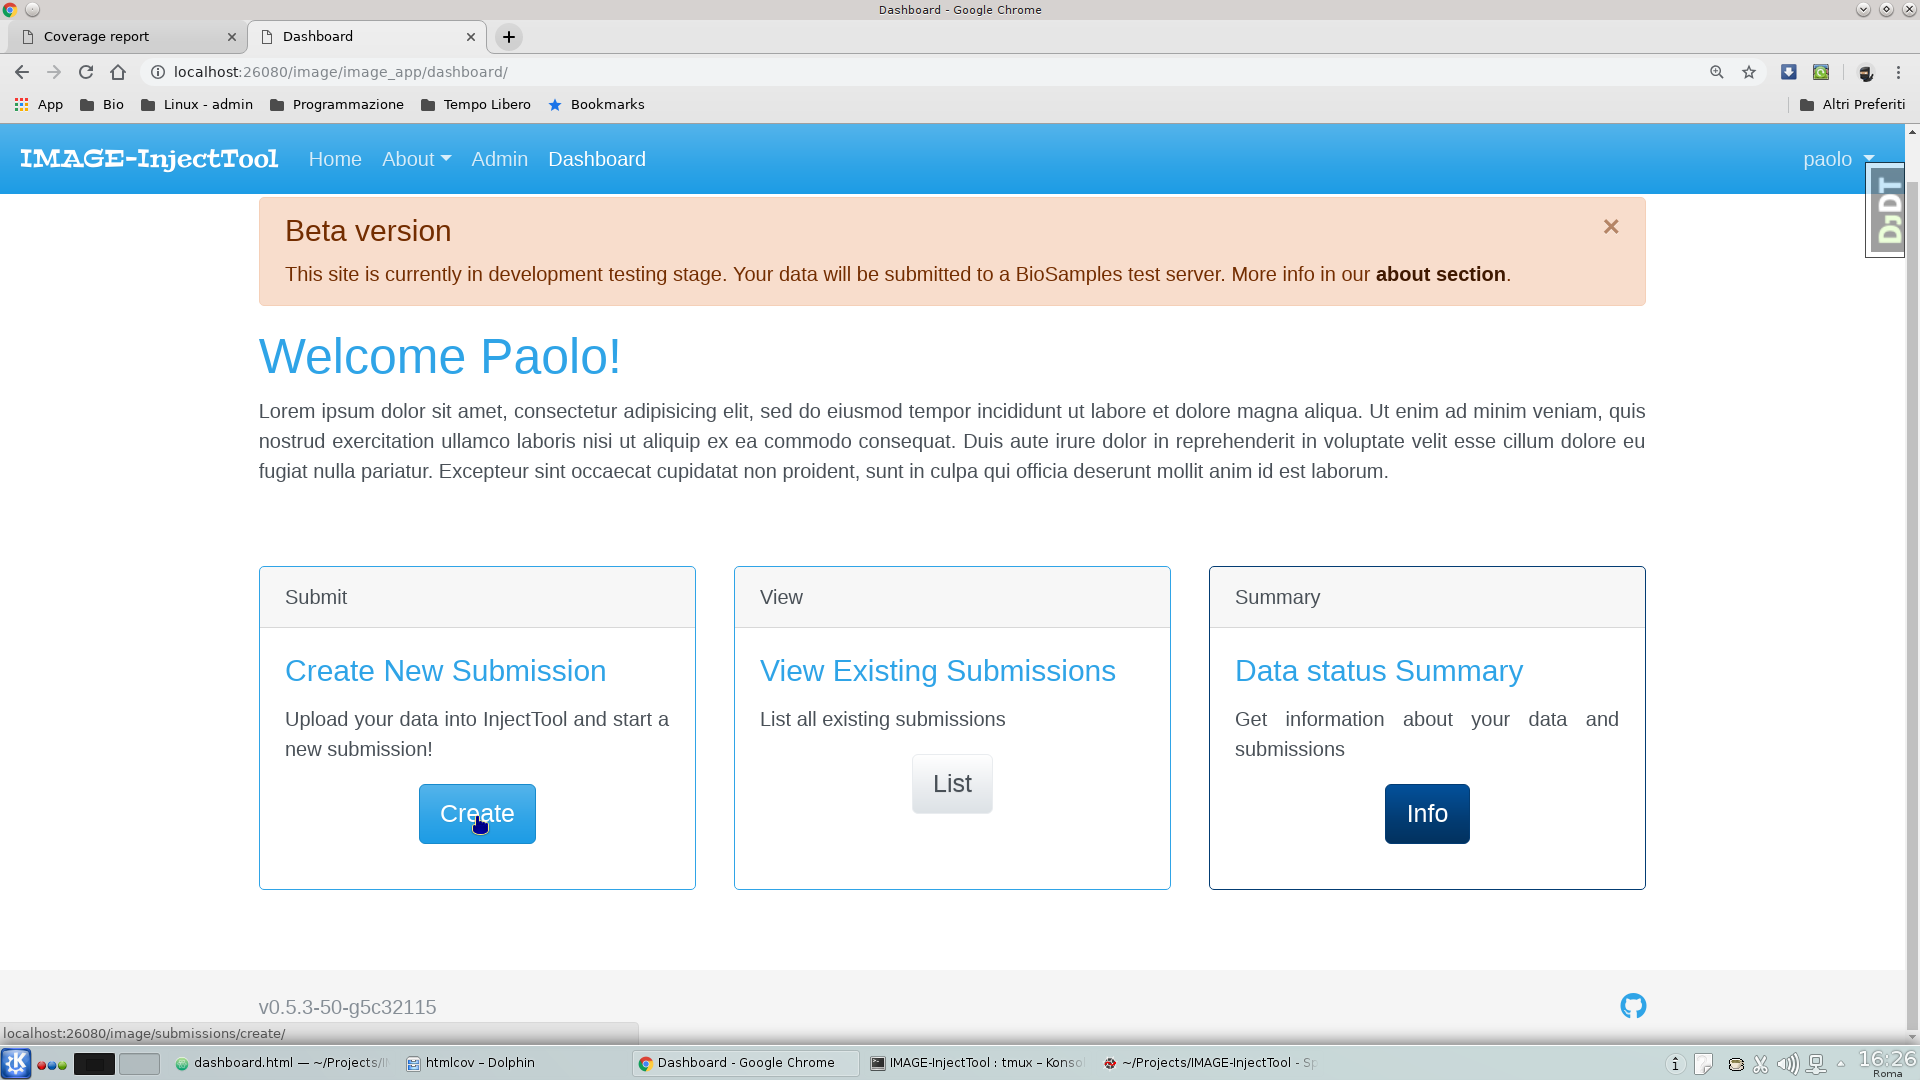 Dashboard - Google Chrome
Coverage report
Dashboard
localhost:26080/image/image_app/dashboard/
App Bio Linux - admin Programmazione Tempo Libero Bookmarks Altri Preferiti
IMAGE-InjectTool Home About Admin Dashboard paolo
DJDT
Beta version
This site is currently in development testing stage. Your data will be submitted to a BioSamples test server. More info in our about section.
Welcome Paolo!
Lorem ipsum dolor sit amet, consectetur adipisicing elit, sed do eiusmod tempor incididunt ut labore et dolore magna aliqua. Ut enim ad minim veniam, quis
nostrud exercitation ullamco laboris nisi ut aliquip ex ea commodo consequat. Duis aute irure dolor in reprehenderit in voluptate velit esse cillum dolore eu
fugiat nulla pariatur. Excepteur sint occaecat cupidatat non proident, sunt in culpa qui officia deserunt mollit anim id est laborum.
Submit
Create New Submission
Upload your data into InjectTool and start a
new submission!
Create
View
View Existing Submissions
List all existing submissions
List
Summary
Data status Summary
Get information about your data and
submissions
Info
v0.5.3-50-g5c32115
localhost:26080/image/submissions/create/
dashboard.html — ~/Projects/ htmlcov – Dolphin Dashboard - Google Chrome IMAGE-InjectTool : tmux – Konso ~/Projects/IMAGE-InjectTool - Sp 16:26
Roma